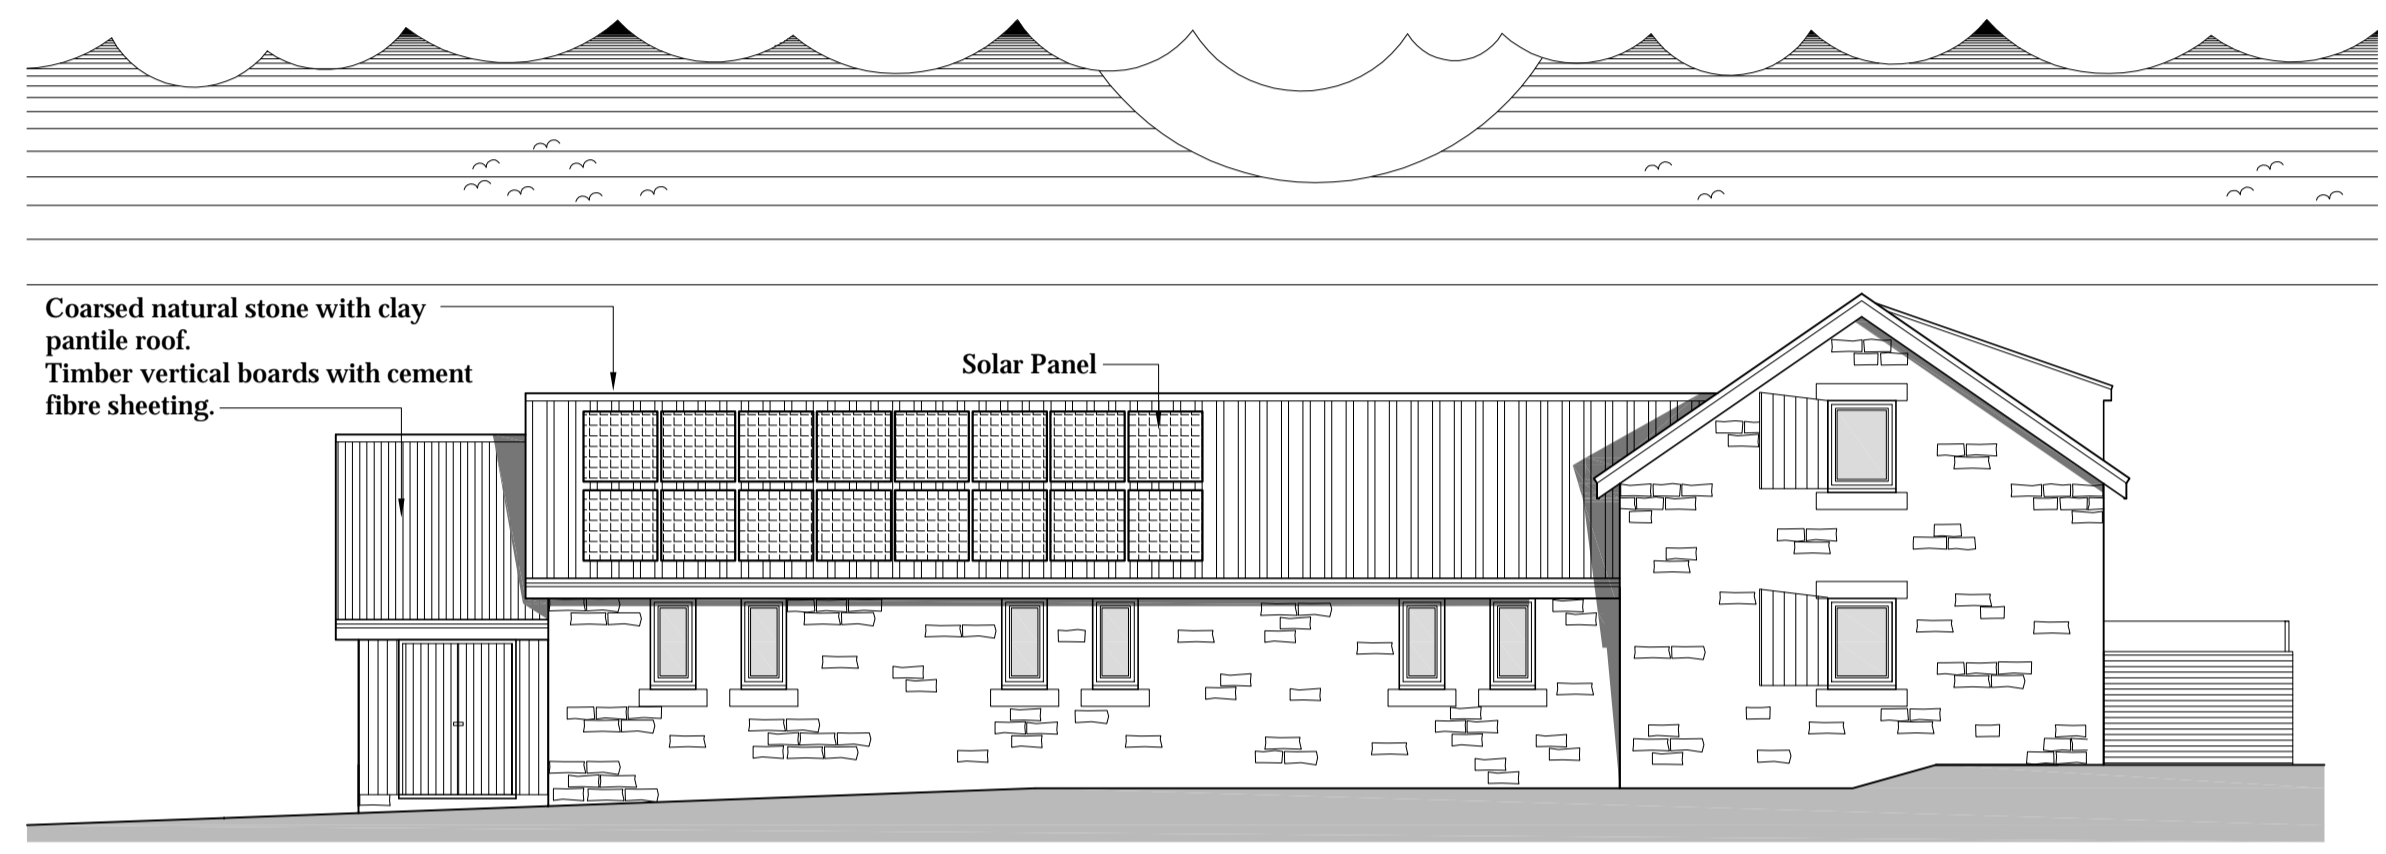 Coarsed natural stone with clay
pantile roof.
Timber vertical boards with cement
fibre sheeting.
Solar Panel